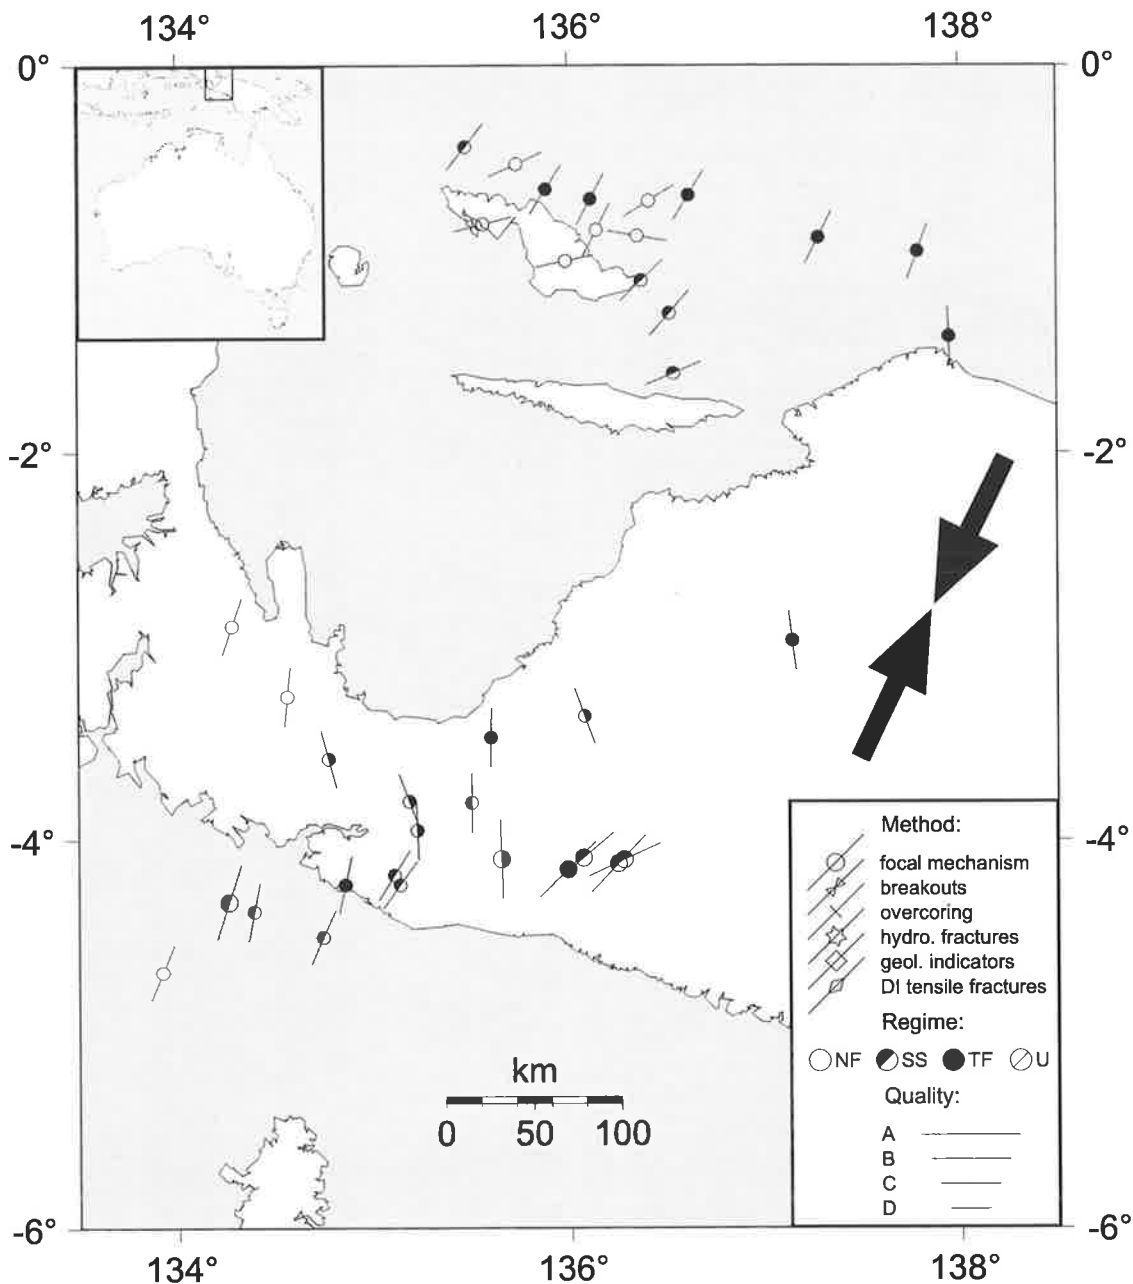 134° 136° 138°
0° 0°
-2° -2°
-4° -4°
Method:
focal mechanism
breakouts
overcoring
hydro. fractures
geol. indicators
DI tensile fractures
Regime:
NF SS TF U
km
0 50 100
Quality:
A
B
C
D
-6° -6°
134° 136° 138°